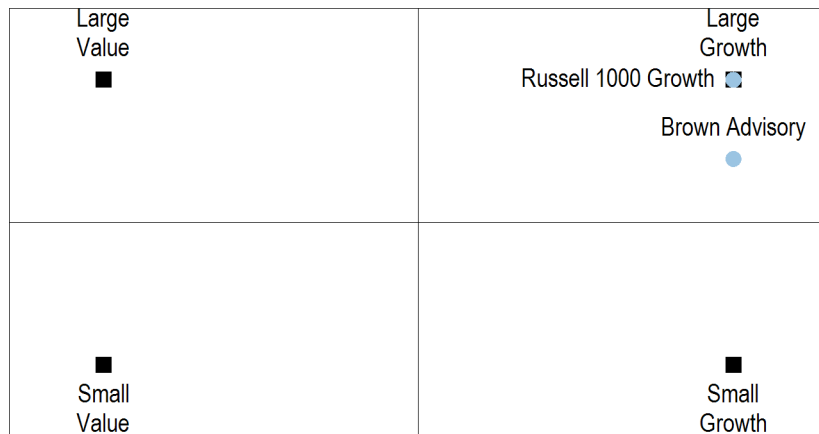 Large
Value
Large
Growth
Russell 1000 Growth
Brown Advisory
Small
Value
Small
Growth